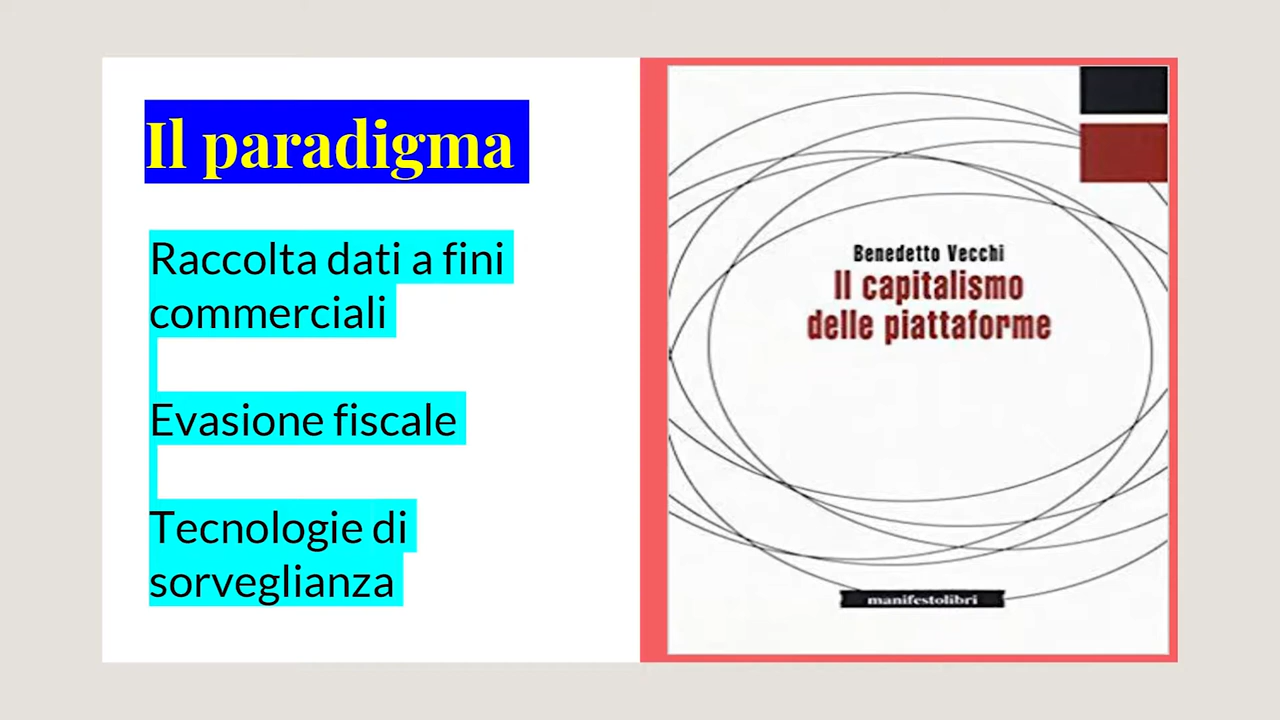 Il paradigma
Raccolta dati a fini
commerciali
Evasione fiscale
Tecnologie di
sorveglianza
Benedetto Vecchi
Il capitalismo
delle piattaforme
manifestolibri